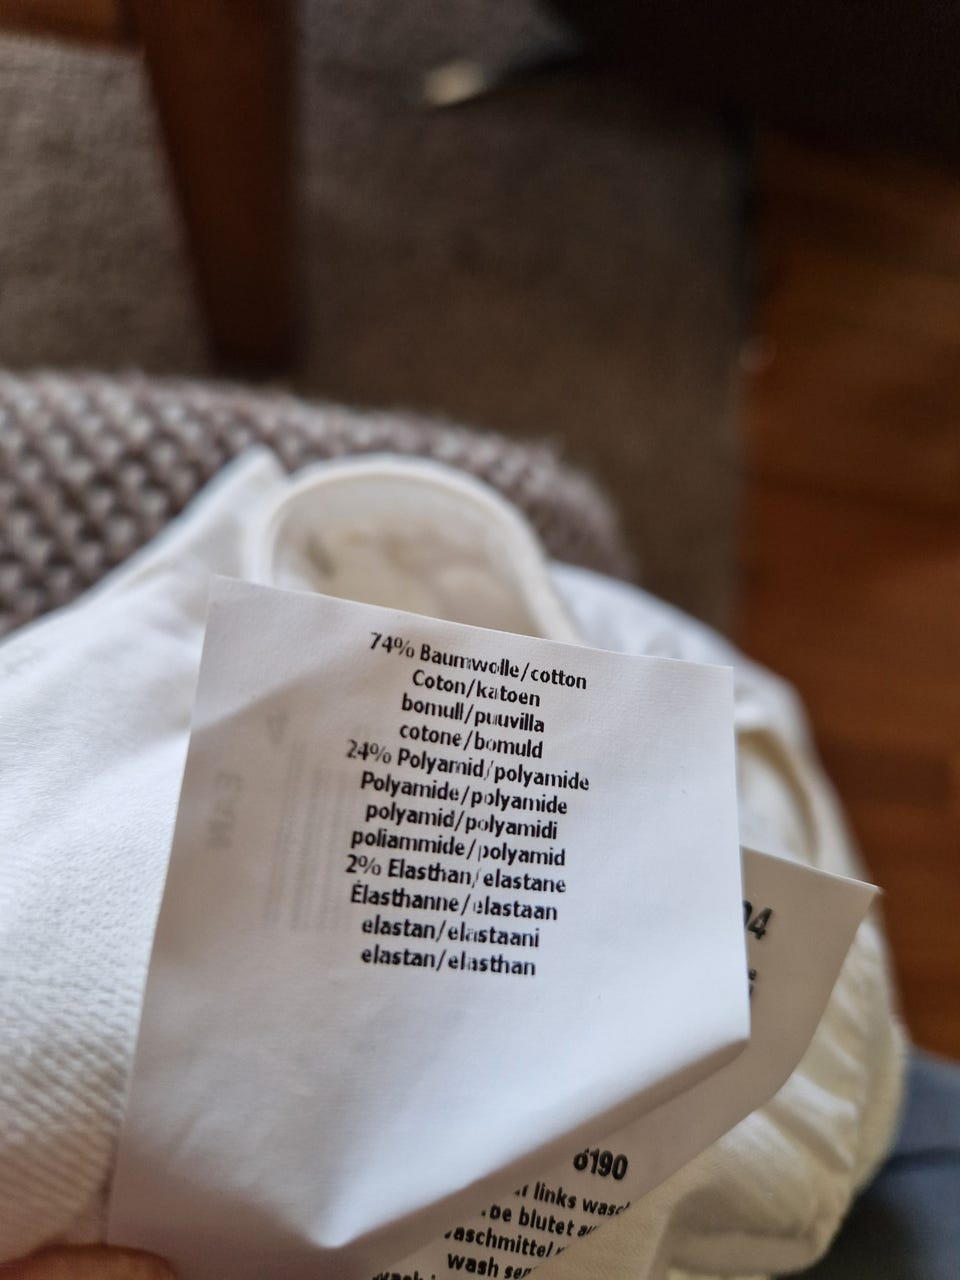 74% Baumwolle/cotton
Coton/katoen
bomull/puuvilla
cotone/bomuld
24% Polyamid/polyamide
Polyamide/polyamide
polyamid/polyamidi
poliammide/polyamid
2% Elasthan/elastane
Élasthanne/elastaan
elastan/elastaani
elastan/elasthan
04
6190
links
blutet
wash